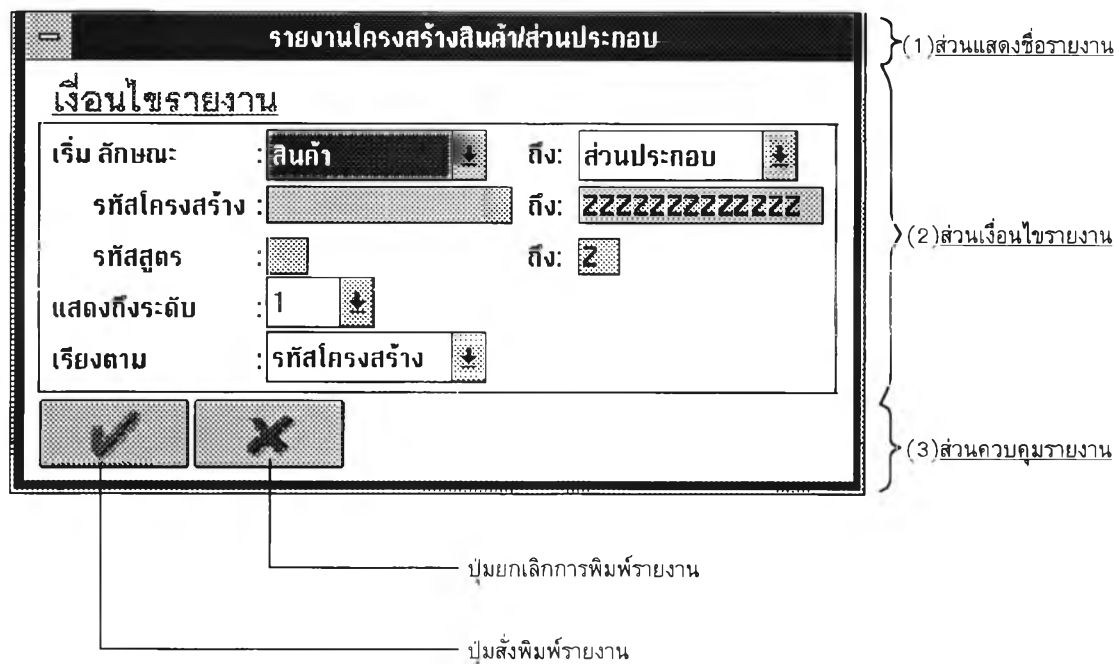 รายงานโครงสร้างสินค้า/ส่วนประกอบ
(1)ส่วนแสดงชื่อรายงาน
เงื่อนไขรายงาน
เริ่ม ลักษณะ : สินค้า ถึง: ส่วนประกอบ
รหัสโครงสร้าง : ถึง: ZZZZZZZZZZZZZ
(2)ส่วนเงื่อนไขรายงาน
รหัสสูตร : ถึง: Z
แสดงถึงระดับ : 1
เรียงตาม : รหัสโครงสร้าง
(3)ส่วนควบคุมรายงาน
ปุ่มยกเลิกการพิมพ์รายงาน
ปุ่มสั่งพิมพ์รายงาน